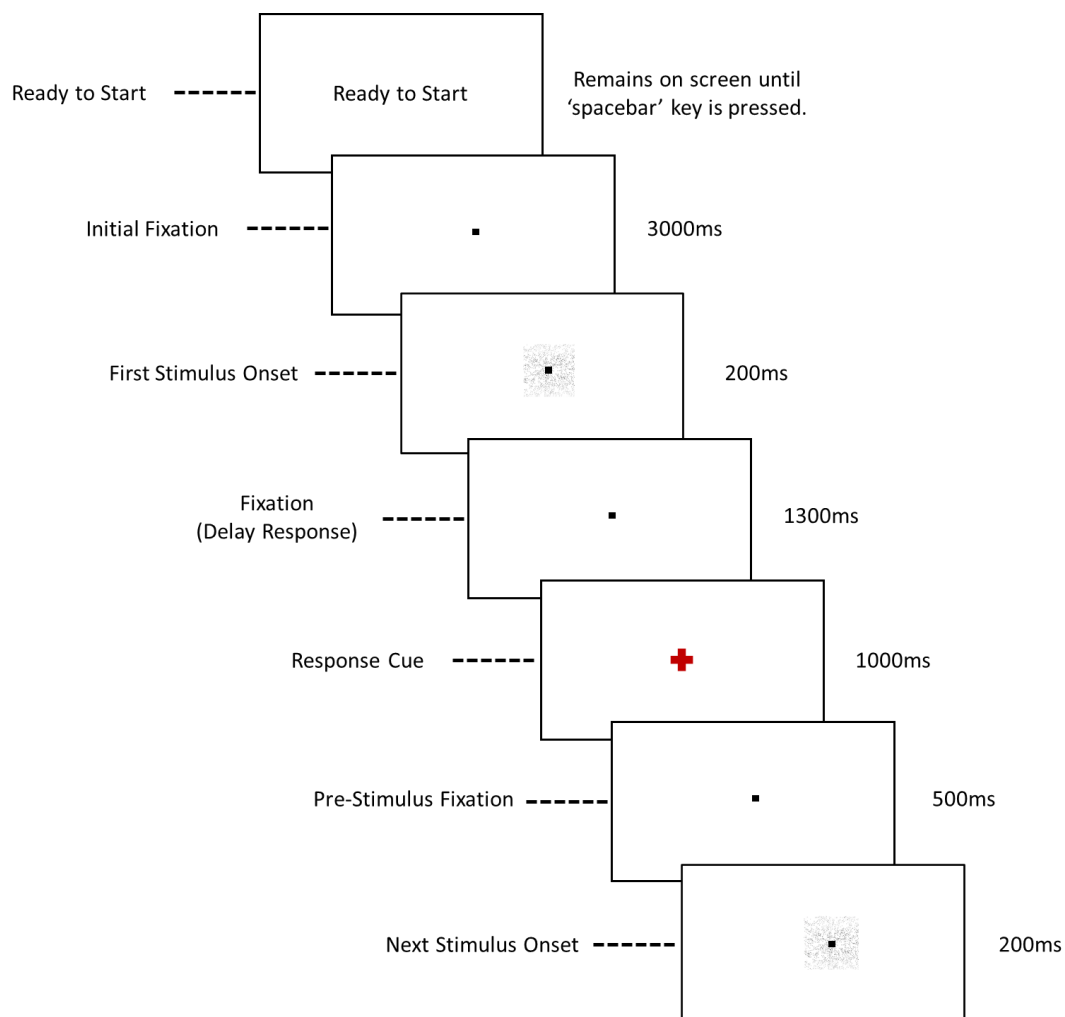 Ready to Start
Ready to Start
Remains on screen until
‘spacebar’ key is pressed.
Initial Fixation
3000ms
First Stimulus Onset
200ms
Fixation
(Delay Response)
1300ms
Response Cue
1000ms
Pre-Stimulus Fixation
500ms
Next Stimulus Onset
200ms